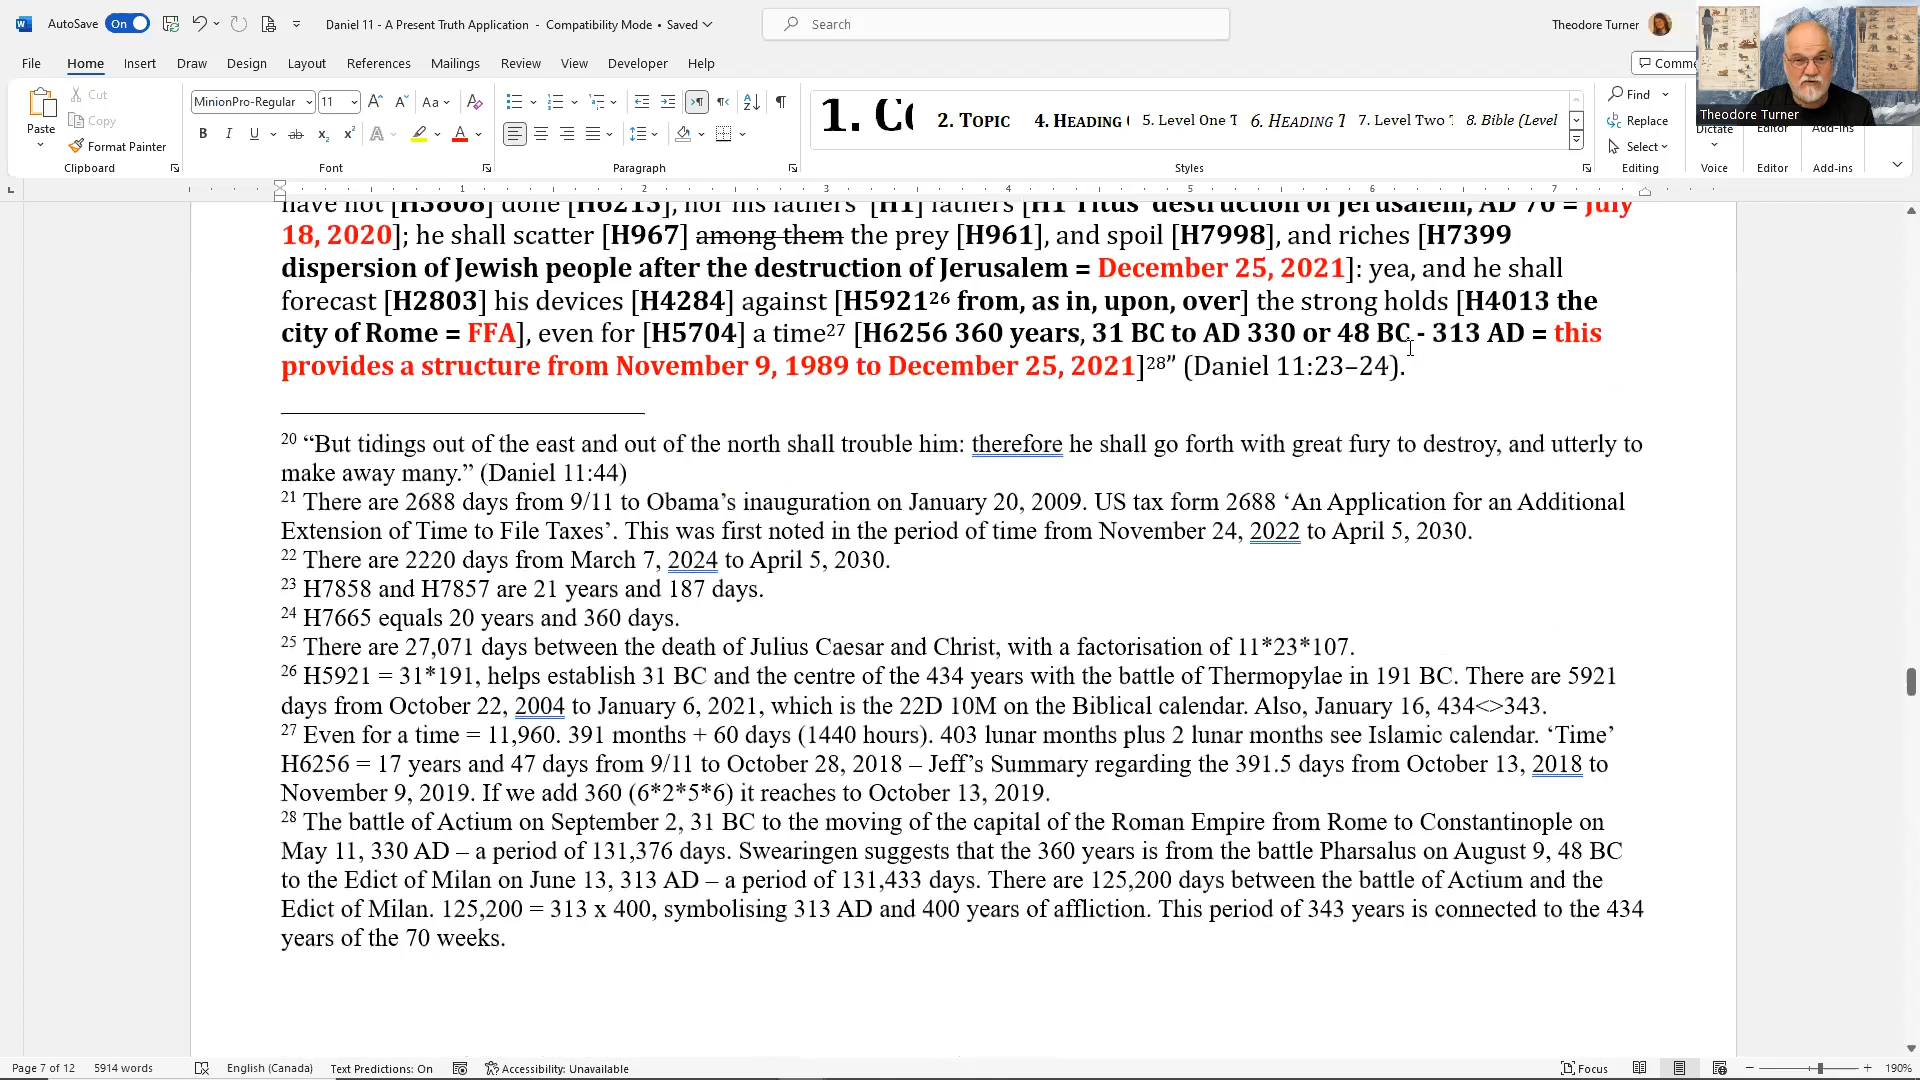 AutoSave On Daniel 11 - A Present Truth Application - Compatibility Mode • Saved Search Theodore Turner
File Home Insert Draw Design Layout References Mailings Review View Developer Help
Theodore Turner
Paste Cut Copy Format Painter
Clipboard
MinionPro-Regular 11
Font
Paragraph
2. TOPIC 5. Level One T 6. HEADING T 7. Level Two 8. Bible (Level
Styles
Find Replace Select
Editing
Dictate
Voice
Editor
Editor
Add-ins
Add-ins
1 2 3 4 5 6 7
have not [H3808] done [H6213], nor his fathers' [H1] fathers [H1 Titus' destruction of Jerusalem, AD 70 = July
18, 2020]; he shall scatter [H967] among them the prey [H961], and spoil [H7998], and riches [H7399
dispersion of Jewish people after the destruction of Jerusalem = December 25, 2021]: yea, and he shall
forecast [H2803] his devices [H4284] against [H5921²⁶ from, as in, upon, over] the strong holds [H4013 the
city of Rome = FFA], even for [H5704] a time²⁷ [H6256 360 years, 31 BC to AD 330 or 48 BC - 313 AD = this
provides a structure from November 9, 1989 to December 25, 2021]²⁸” (Daniel 11:23–24).
²⁰ “But tidings out of the east and out of the north shall trouble him: therefore he shall go forth with great fury to destroy, and utterly to
make away many.” (Daniel 11:44)
²¹ There are 2688 days from 9/11 to Obama’s inauguration on January 20, 2009. US tax form 2688 ‘An Application for an Additional
Extension of Time to File Taxes’. This was first noted in the period of time from November 24, 2022 to April 5, 2030.
²² There are 2220 days from March 7, 2024 to April 5, 2030.
²³ H7858 and H7857 are 21 years and 187 days.
²⁴ H7665 equals 20 years and 360 days.
²⁵ There are 27,071 days between the death of Julius Caesar and Christ, with a factorisation of 11*23*107.
²⁶ H5921 = 31*191, helps establish 31 BC and the centre of the 434 years with the battle of Thermopylae in 191 BC. There are 5921
days from October 22, 2004 to January 6, 2021, which is the 22D 10M on the Biblical calendar. Also, January 16, 434<>343.
²⁷ Even for a time = 11,960. 391 months + 60 days (1440 hours). 403 lunar months plus 2 lunar months see Islamic calendar. ‘Time’
H6256 = 17 years and 47 days from 9/11 to October 28, 2018 – Jeff’s Summary regarding the 391.5 days from October 13, 2018 to
November 9, 2019. If we add 360 (6*2*5*6) it reaches to October 13, 2019.
²⁸ The battle of Actium on September 2, 31 BC to the moving of the capital of the Roman Empire from Rome to Constantinople on
May 11, 330 AD – a period of 131,376 days. Swearingen suggests that the 360 years is from the battle Pharsalus on August 9, 48 BC
to the Edict of Milan on June 13, 313 AD – a period of 131,433 days. There are 125,200 days between the battle of Actium and the
Edict of Milan. 125,200 = 313 x 400, symbolising 313 AD and 400 years of affliction. This period of 343 years is connected to the 434
years of the 70 weeks.
Page 7 of 12 5914 words English (Canada) Text Predictions: On Accessibility: Unavailable Focus 190%